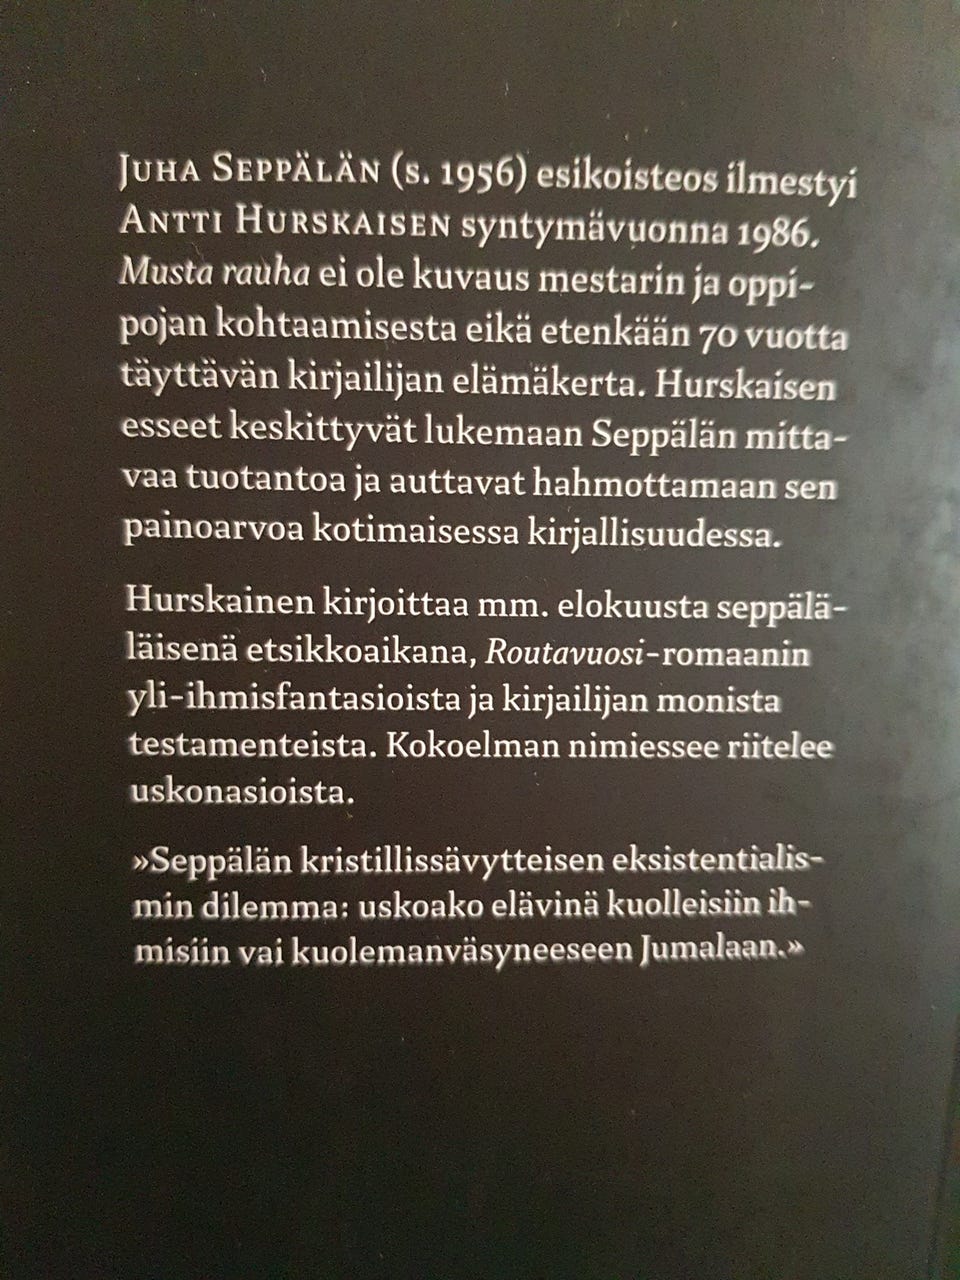 JUHA SEPPÄLÄN (s. 1956) esikoisteos ilmestyi
ANTTI HURSKAISEN syntymävuonna 1986.
Musta rauha ei ole kuvaus mestarin ja oppi-
pojan kohtaamisesta eikä etenkään 70 vuotta
täyttävän kirjailijan elämäkerta. Hurskaisen
esseet keskittyvät lukemaan Seppälän mitta-
vaa tuotantoa ja auttavat hahmottamaan sen
painoarvoa kotimaisessa kirjallisuudessa.
Hurskainen kirjoittaa mm. elokuusta seppälä-
läisenä etsikkoaikana, Routavuosi-romaanin
yli-ihmisfantasioista ja kirjailijan monista
testamenteista. Kokoelman nimiessee riitelee
uskonasioista.
»Seppälän kristillissävytteisen eksistentialis-
min dilemma: uskoako elävinä kuolleisiin ih-
misiin vai kuolemanväsyneeseen Jumalaan.»